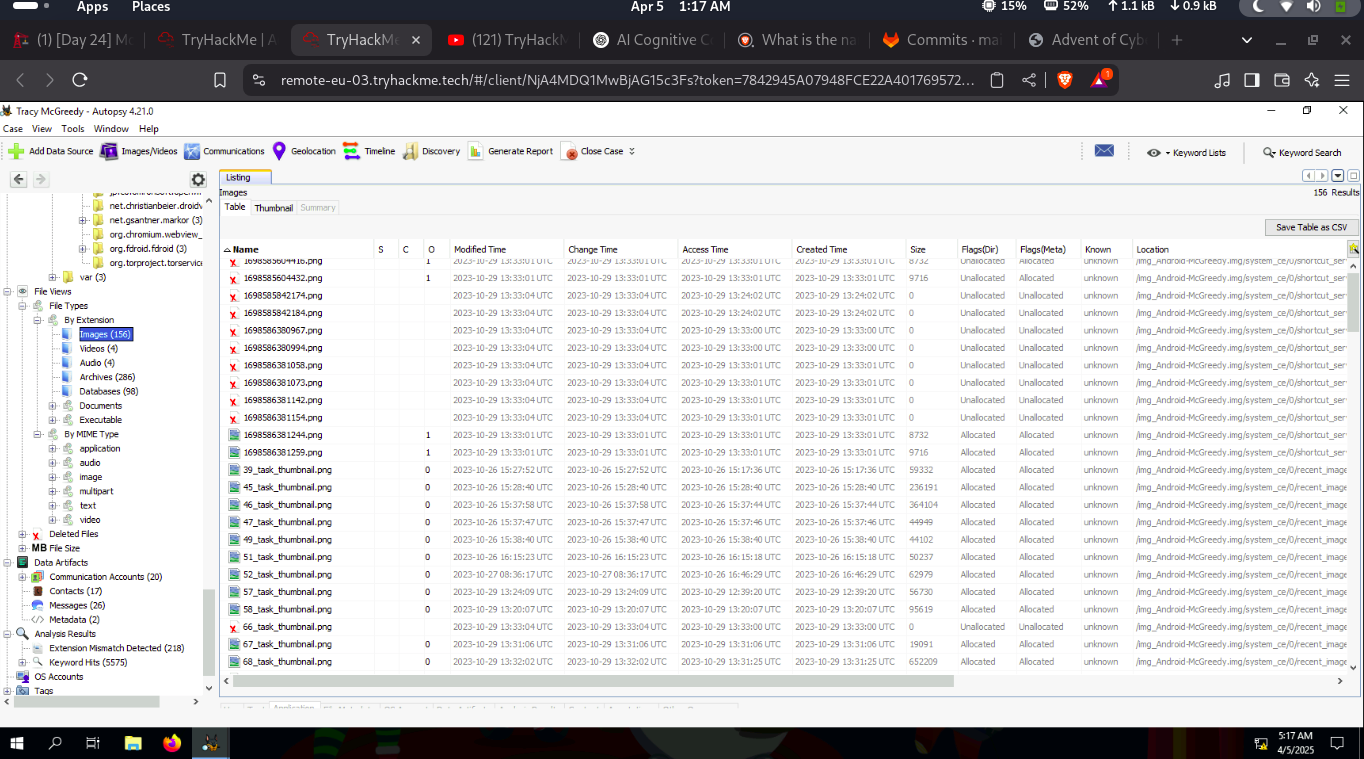 Apps Places Apr 5 1:17 AM 15% 52% 1.1 kB 0.9 kB
(1) [Day 24] Mc TryHackMe | A TryHackMe (121) TryHackM AI Cognitive C What is the na Commits · mai Advent of Cyb
remote-eu-03.tryhackme.tech/#/client/NjA4MDQ1MwBjAG15c3Fs?token=7842945A07948FCE22A401769572... 1
Tracy McGreedy - Autopsy 4.21.0
Case View Tools Window Help
Add Data Source Images/Videos Communications Geolocation Timeline Discovery Generate Report Close Case Keyword Lists Keyword Search
Listing
Images 156 Results
Table Thumbnail Summary
Save Table as CSV
net.christianbeier.droidv
net.gsantner.markor (3)
org.chromium.webview_
org.fdroid.fdroid (3)
org.torproject.torservice
var (3)
File Views
File Types
By Extension
Images (156)
Videos (4)
Audio (4)
Archives (286)
Databases (98)
Documents
Executable
By MIME Type
application
audio
image
multipart
text
video
Deleted Files
MB File Size
Data Artifacts
Communication Accounts (20)
Contacts (17)
Messages (26)
Metadata (2)
Analysis Results
Extension Mismatch Detected (218)
Keyword Hits (5575)
OS Accounts
Tags
Name S C O Modified Time Change Time Access Time Created Time Size Flags(Dir) Flags(Meta) Known Location
1698585604416.png 1 2023-10-29 13:33:04 UTC 2023-10-29 13:33:04 UTC 2023-10-29 13:33:01 UTC 2023-10-29 13:33:01 UTC 8732 Unallocated Unallocated unknown /img_Android-McGreedy.img/system_ce/0/shortcut_ser
1698585604432.png 1 2023-10-29 13:33:04 UTC 2023-10-29 13:33:04 UTC 2023-10-29 13:33:01 UTC 2023-10-29 13:33:01 UTC 9716 Unallocated Unallocated unknown /img_Android-McGreedy.img/system_ce/0/shortcut_ser
1698585842174.png 2023-10-29 13:33:04 UTC 2023-10-29 13:33:04 UTC 2023-10-29 13:24:02 UTC 2023-10-29 13:24:02 UTC 0 Unallocated Unallocated unknown /img_Android-McGreedy.img/system_ce/0/shortcut_ser
1698585842184.png 2023-10-29 13:33:04 UTC 2023-10-29 13:33:04 UTC 2023-10-29 13:24:02 UTC 2023-10-29 13:24:02 UTC 0 Unallocated Unallocated unknown /img_Android-McGreedy.img/system_ce/0/shortcut_ser
1698586380967.png 2023-10-29 13:33:04 UTC 2023-10-29 13:33:04 UTC 2023-10-29 13:33:00 UTC 2023-10-29 13:33:00 UTC 0 Unallocated Unallocated unknown /img_Android-McGreedy.img/system_ce/0/shortcut_ser
1698586380994.png 2023-10-29 13:33:04 UTC 2023-10-29 13:33:04 UTC 2023-10-29 13:33:00 UTC 2023-10-29 13:33:00 UTC 0 Unallocated Unallocated unknown /img_Android-McGreedy.img/system_ce/0/shortcut_ser
1698586381058.png 2023-10-29 13:33:04 UTC 2023-10-29 13:33:04 UTC 2023-10-29 13:33:01 UTC 2023-10-29 13:33:01 UTC 0 Unallocated Unallocated unknown /img_Android-McGreedy.img/system_ce/0/shortcut_ser
1698586381073.png 2023-10-29 13:33:04 UTC 2023-10-29 13:33:04 UTC 2023-10-29 13:33:01 UTC 2023-10-29 13:33:01 UTC 0 Unallocated Unallocated unknown /img_Android-McGreedy.img/system_ce/0/shortcut_ser
1698586381142.png 2023-10-29 13:33:04 UTC 2023-10-29 13:33:04 UTC 2023-10-29 13:33:01 UTC 2023-10-29 13:33:01 UTC 0 Unallocated Unallocated unknown /img_Android-McGreedy.img/system_ce/0/shortcut_ser
1698586381154.png 2023-10-29 13:33:04 UTC 2023-10-29 13:33:04 UTC 2023-10-29 13:33:01 UTC 2023-10-29 13:33:01 UTC 0 Unallocated Unallocated unknown /img_Android-McGreedy.img/system_ce/0/shortcut_ser
1698586381244.png 1 2023-10-29 13:33:01 UTC 2023-10-29 13:33:01 UTC 2023-10-29 13:33:01 UTC 2023-10-29 13:33:01 UTC 8732 Allocated Allocated unknown /img_Android-McGreedy.img/system_ce/0/shortcut_ser
1698586381259.png 1 2023-10-29 13:33:01 UTC 2023-10-29 13:33:01 UTC 2023-10-29 13:33:01 UTC 2023-10-29 13:33:01 UTC 9716 Allocated Allocated unknown /img_Android-McGreedy.img/system_ce/0/shortcut_ser
39_task_thumbnail.png 0 2023-10-26 15:27:52 UTC 2023-10-26 15:27:52 UTC 2023-10-26 15:17:36 UTC 2023-10-26 15:17:36 UTC 59332 Allocated Allocated unknown /img_Android-McGreedy.img/system_ce/0/recent_image
45_task_thumbnail.png 0 2023-10-26 15:28:40 UTC 2023-10-26 15:28:40 UTC 2023-10-26 15:28:40 UTC 2023-10-26 15:28:40 UTC 236191 Allocated Allocated unknown /img_Android-McGreedy.img/system_ce/0/recent_image
46_task_thumbnail.png 0 2023-10-26 15:37:58 UTC 2023-10-26 15:37:58 UTC 2023-10-26 15:37:44 UTC 2023-10-26 15:37:44 UTC 364104 Allocated Allocated unknown /img_Android-McGreedy.img/system_ce/0/recent_image
47_task_thumbnail.png 0 2023-10-26 15:37:47 UTC 2023-10-26 15:37:47 UTC 2023-10-26 15:37:46 UTC 2023-10-26 15:37:46 UTC 44949 Allocated Allocated unknown /img_Android-McGreedy.img/system_ce/0/recent_image
49_task_thumbnail.png 0 2023-10-26 15:38:40 UTC 2023-10-26 15:38:40 UTC 2023-10-26 15:38:40 UTC 2023-10-26 15:38:40 UTC 44102 Allocated Allocated unknown /img_Android-McGreedy.img/system_ce/0/recent_image
51_task_thumbnail.png 0 2023-10-26 16:15:23 UTC 2023-10-26 16:15:23 UTC 2023-10-26 16:15:18 UTC 2023-10-26 16:15:18 UTC 50237 Allocated Allocated unknown /img_Android-McGreedy.img/system_ce/0/recent_image
52_task_thumbnail.png 0 2023-10-27 08:36:17 UTC 2023-10-27 08:36:17 UTC 2023-10-26 16:46:29 UTC 2023-10-26 16:46:29 UTC 62979 Allocated Allocated unknown /img_Android-McGreedy.img/system_ce/0/recent_image
57_task_thumbnail.png 0 2023-10-29 13:24:09 UTC 2023-10-29 13:24:09 UTC 2023-10-29 12:39:20 UTC 2023-10-29 12:39:20 UTC 56730 Allocated Allocated unknown /img_Android-McGreedy.img/system_ce/0/recent_image
58_task_thumbnail.png 0 2023-10-29 13:20:07 UTC 2023-10-29 13:20:07 UTC 2023-10-29 13:20:07 UTC 2023-10-29 13:20:07 UTC 95619 Allocated Allocated unknown /img_Android-McGreedy.img/system_ce/0/recent_image
66_task_thumbnail.png 2023-10-29 13:33:04 UTC 2023-10-29 13:33:04 UTC 2023-10-29 13:33:00 UTC 2023-10-29 13:33:00 UTC 0 Unallocated Unallocated unknown /img_Android-McGreedy.img/system_ce/0/recent_image
67_task_thumbnail.png 0 2023-10-29 13:31:06 UTC 2023-10-29 13:31:06 UTC 2023-10-29 13:31:06 UTC 2023-10-29 13:31:06 UTC 19091 Allocated Allocated unknown /img_Android-McGreedy.img/system_ce/0/recent_image
68_task_thumbnail.png 0 2023-10-29 13:32:02 UTC 2023-10-29 13:32:02 UTC 2023-10-29 13:31:25 UTC 2023-10-29 13:31:25 UTC 652209 Allocated Allocated unknown /img_Android-McGreedy.img/system_ce/0/recent_image
5:17 AM
4/5/2025